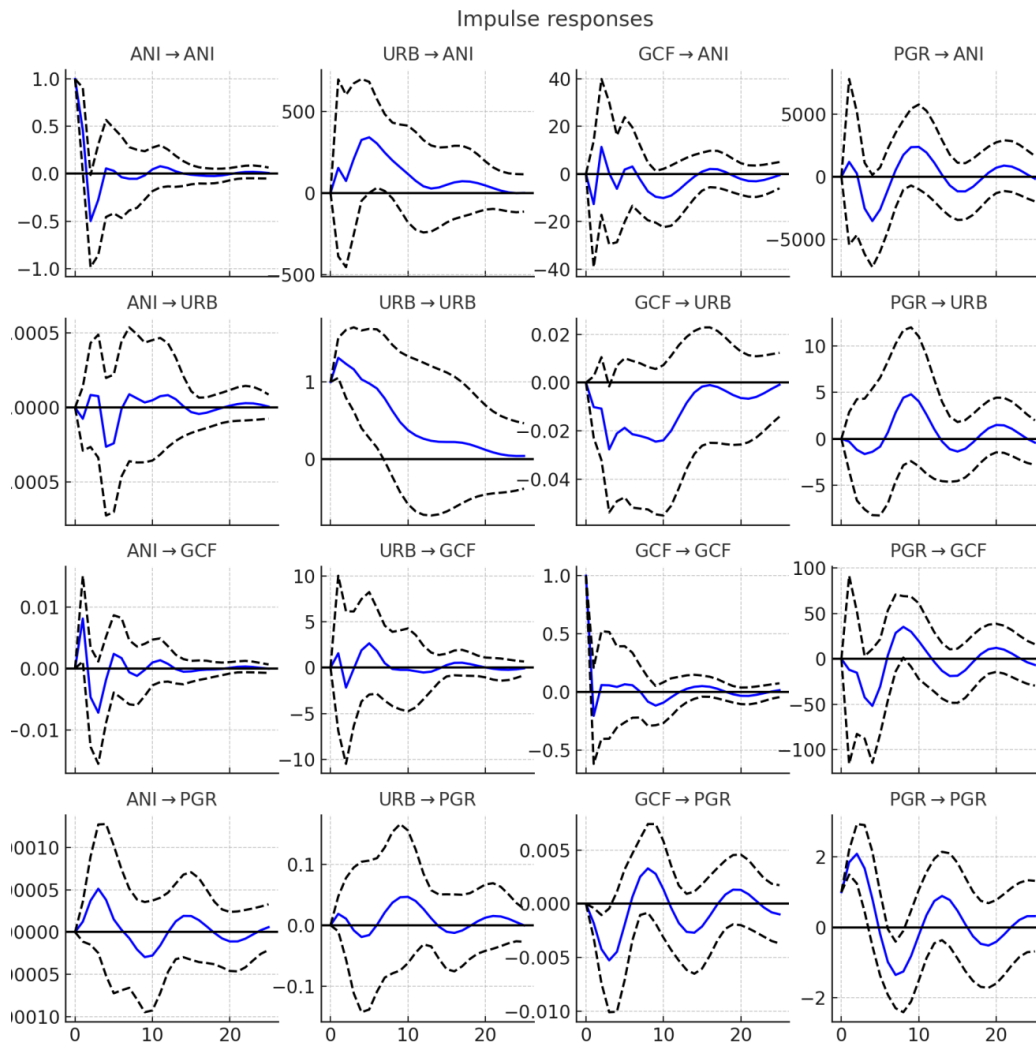 Impulse responses
ANI → ANI
URB → ANI
GCF → ANI
PGR → ANI
1.0
0.5
0.0
−0.5
−1.0
500
0
−500
40
20
0
−20
−40
5000
0
−5000
ANI → URB
URB → URB
GCF → URB
PGR → URB
.0005
.0000
.0005
1
0
0.02
0.00
−0.02
−0.04
10
5
0
−5
ANI → GCF
URB → GCF
GCF → GCF
PGR → GCF
0.01
0.00
−0.01
10
5
0
−5
−10
1.0
0.5
0.0
−0.5
100
50
0
−50
−100
ANI → PGR
URB → PGR
GCF → PGR
PGR → PGR
00010
00005
00000
00005
00010
0.1
0.0
−0.1
0.005
0.000
−0.005
−0.010
2
0
−2
0 10 20
0 10 20
0 10 20
0 10 20